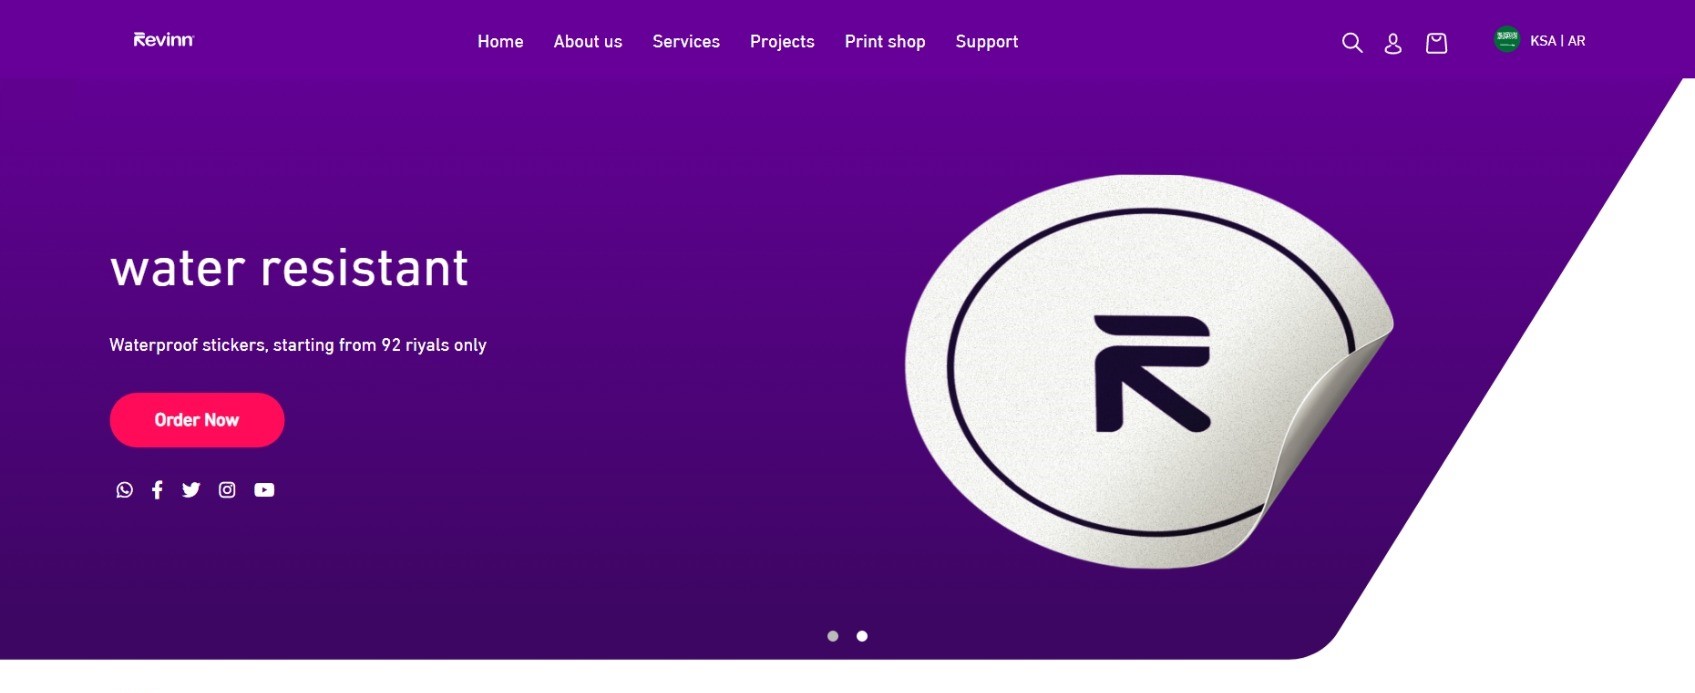 Revinn
Home About us Services Projects Print shop Support
KSA | AR
water resistant
Waterproof stickers, starting from 92 riyals only
Order Now